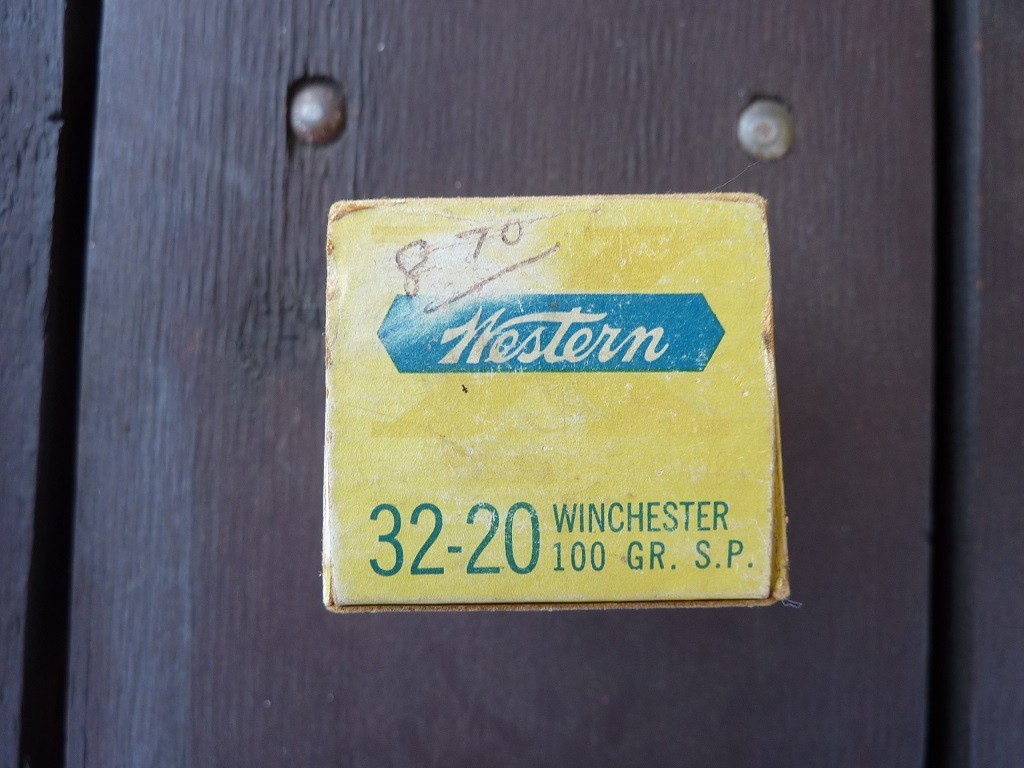 8 70
Western
32-20 WINCHESTER
100 GR. S.P.